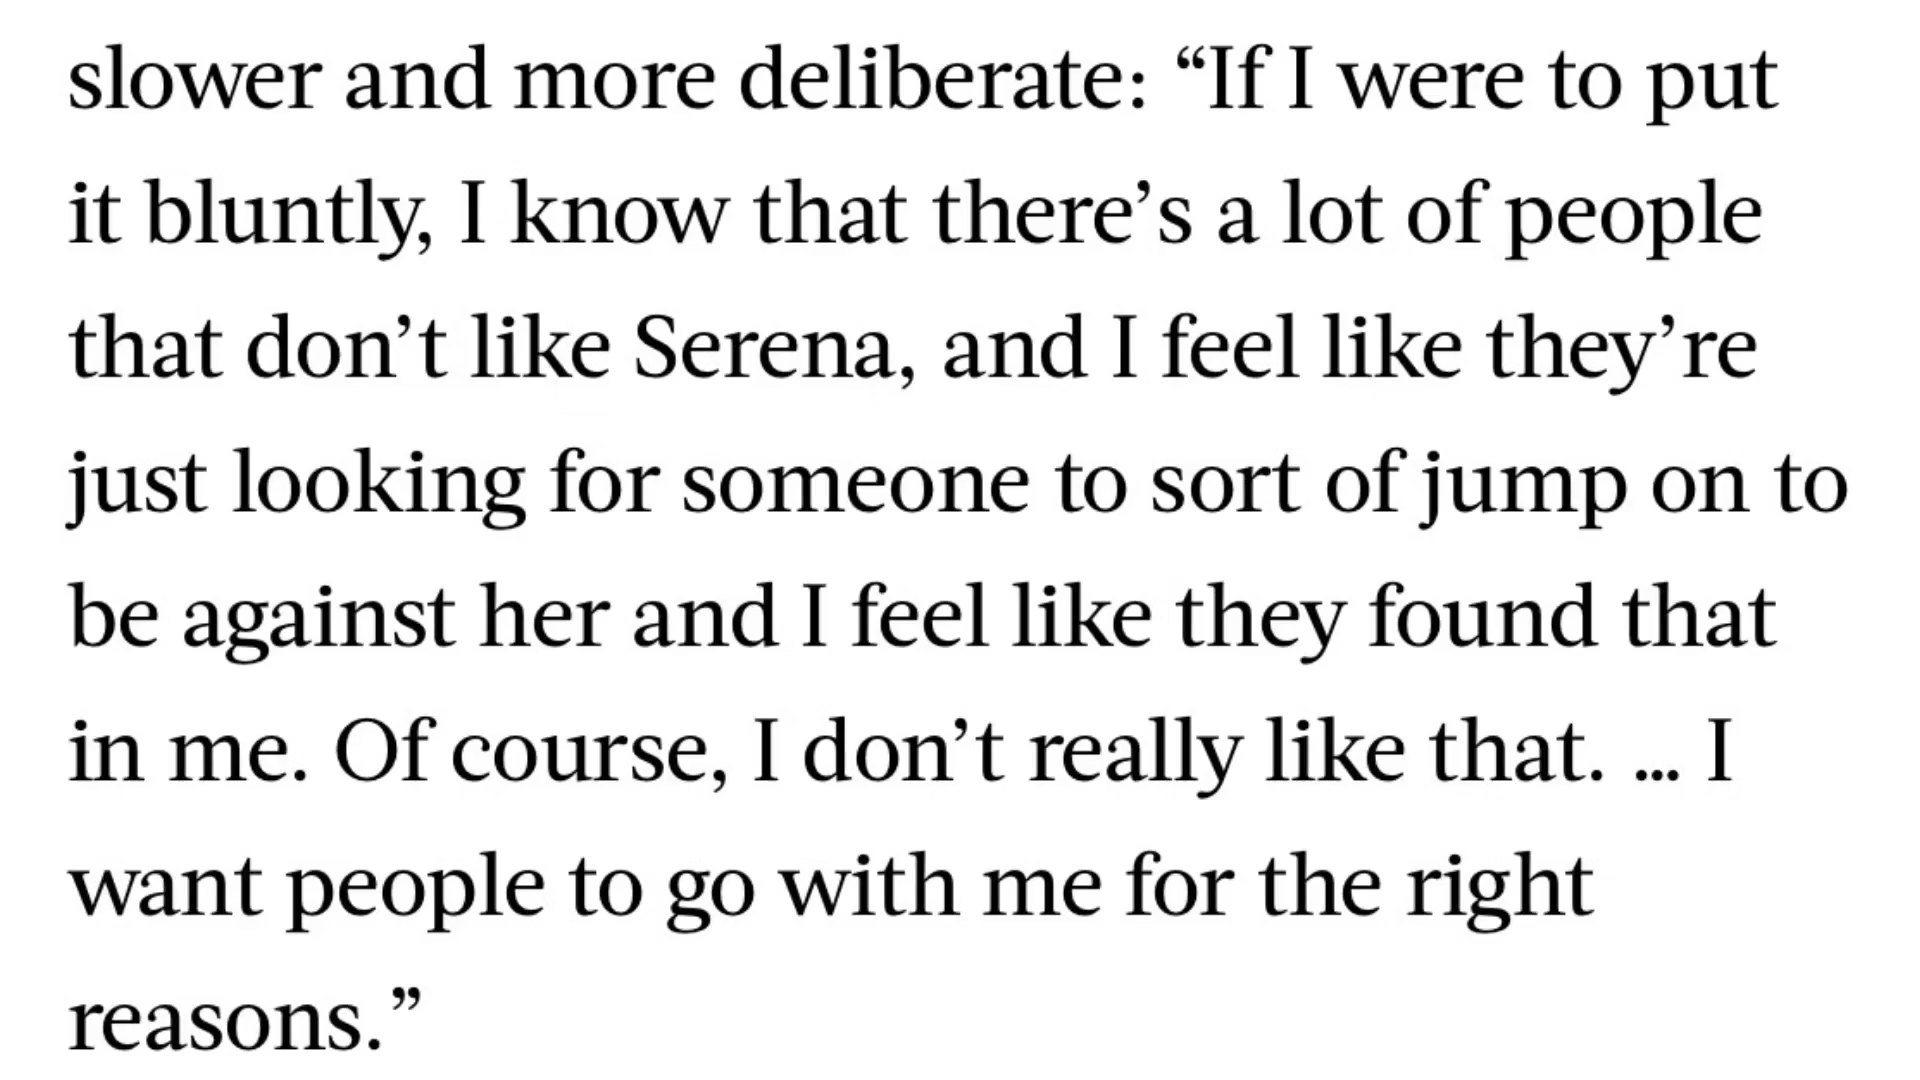 slower and more deliberate: “If I were to put
it bluntly, I know that there’s a lot of people
that don’t like Serena, and I feel like they’re
just looking for someone to sort of jump on to
be against her and I feel like they found that
in me. Of course, I don’t really like that. … I
want people to go with me for the right
reasons.”